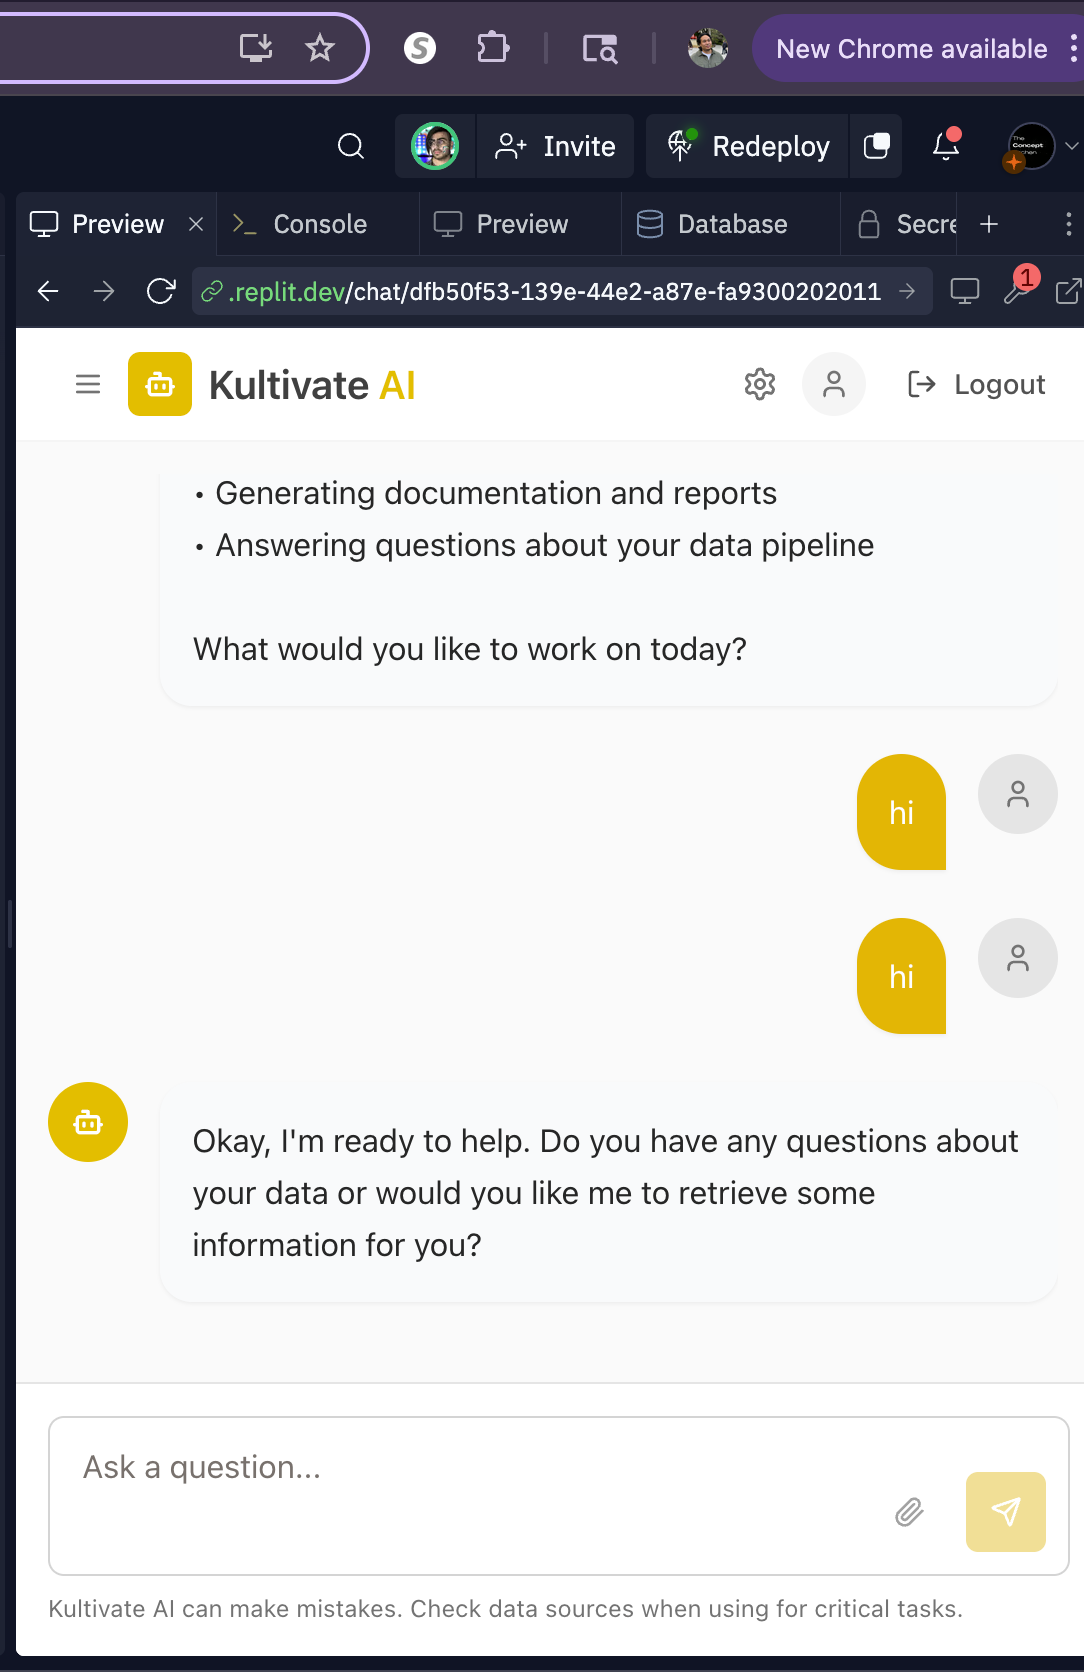 New Chrome available
Invite
Redeploy
Preview
Console
Preview
Database
Secre
.replit.dev/chat/dfb50f53-139e-44e2-a87e-fa9300202011
1
Kultivate AI
Logout
• Generating documentation and reports
• Answering questions about your data pipeline
What would you like to work on today?
hi
hi
Okay, I'm ready to help. Do you have any questions about
your data or would you like me to retrieve some
information for you?
Ask a question...
Kultivate AI can make mistakes. Check data sources when using for critical tasks.